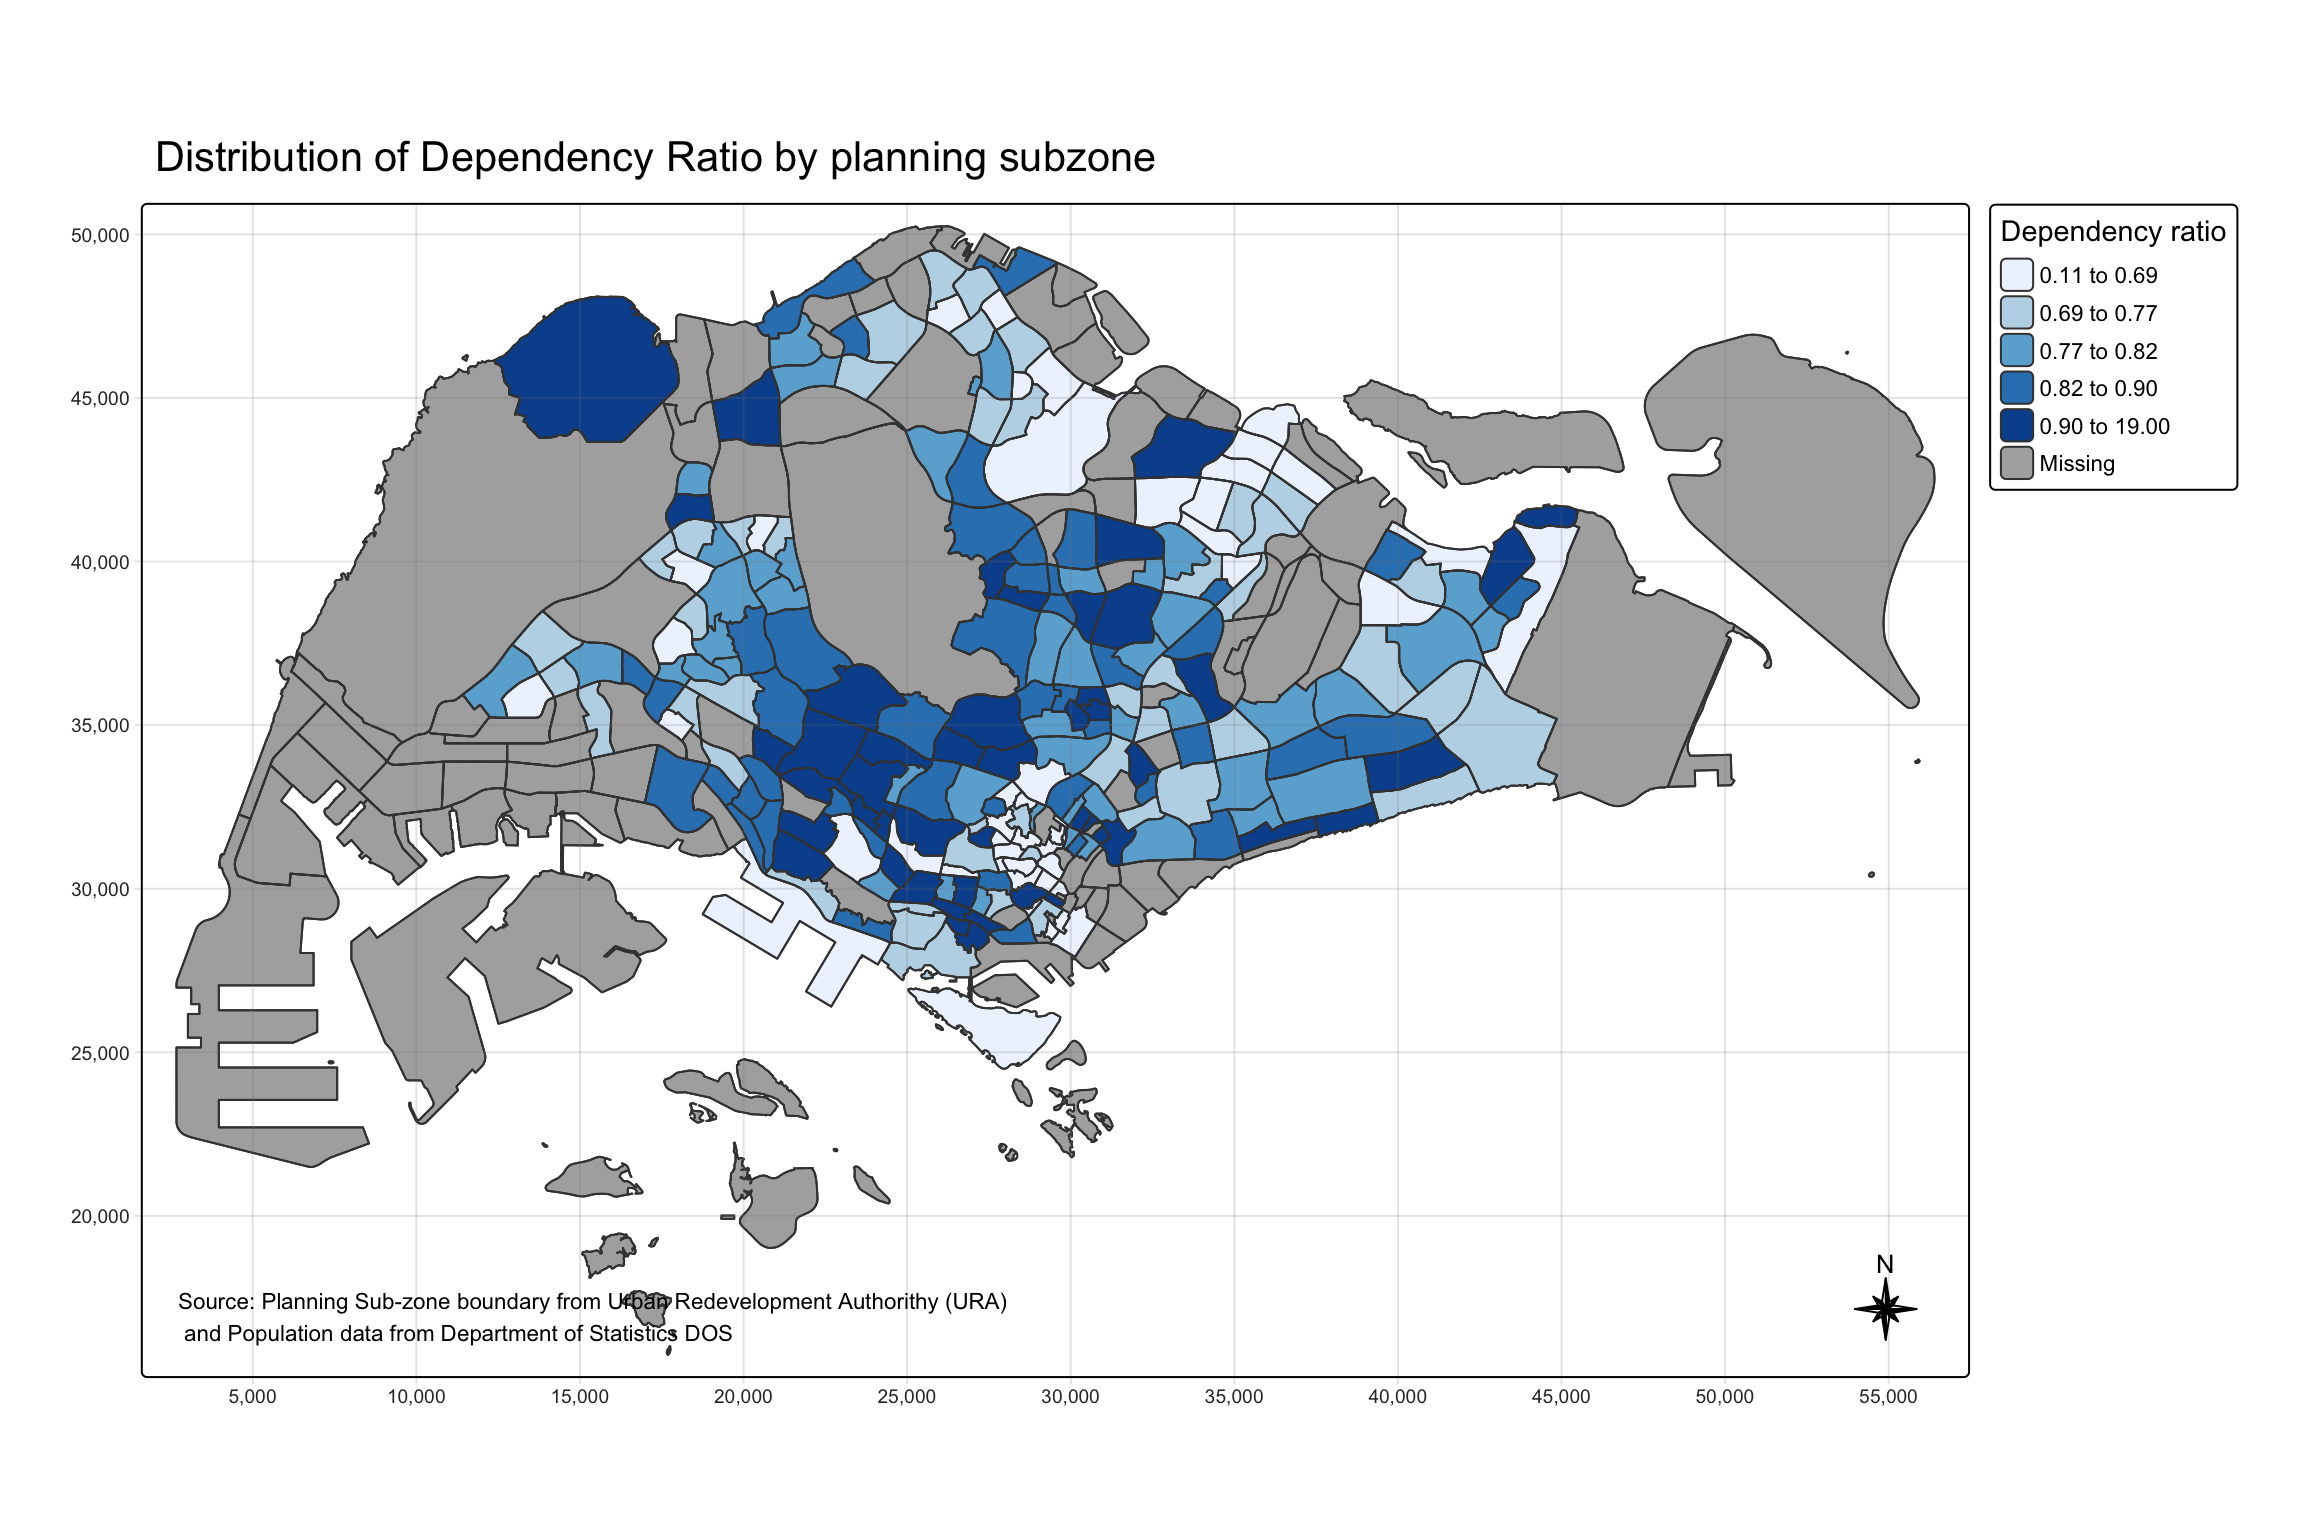 Distribution of Dependency Ratio by planning subzone
Dependency ratio
0.11 to 0.69
0.69 to 0.77
0.77 to 0.82
0.82 to 0.90
0.90 to 19.00
Missing
50,000
45,000
40,000
35,000
30,000
25,000
20,000
N
Source: Planning Sub-zone boundary from Urban Redevelopment Authorithy (URA)
and Population data from Department of Statistics DOS
5,000 10,000 15,000 20,000 25,000 30,000 35,000 40,000 45,000 50,000 55,000